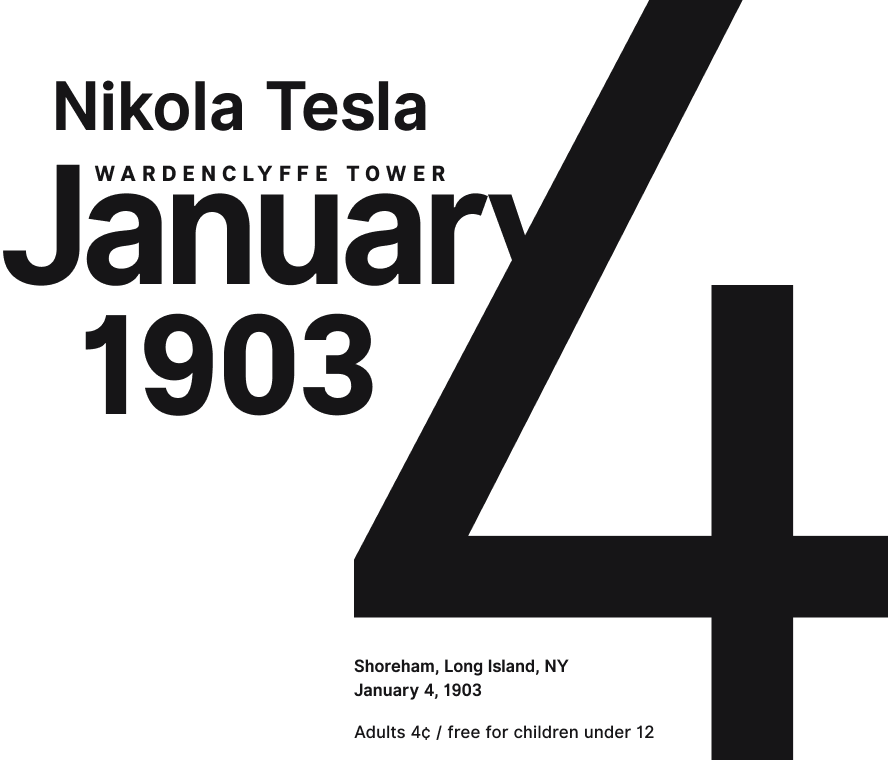 Nikola Tesla
WARDENCLYFFE TOWER
January
4
1903
Shoreham, Long Island, NY
January 4, 1903
Adults 4¢ / free for children under 12